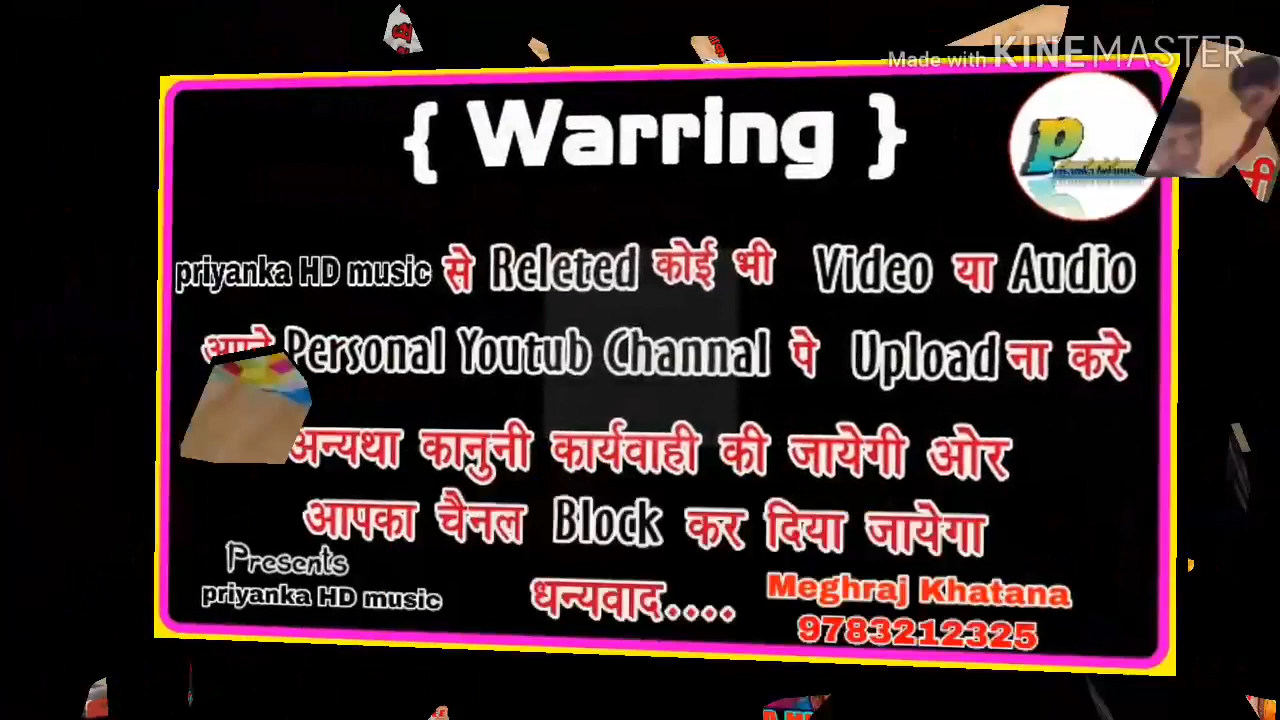 Made with KINEMASTER
{ Warring }
priyanka HD music से Releted कोई भी Video या Audio
अपने Personal Youtub Channal पे Upload ना करे
अन्यथा कानुनी कार्यवाही की जायेगी ओर
आपका चैनल Block कर दिया जायेगा
Presents
priyanka HD music
धन्यवाद....
Meghraj Khatana
9783212325